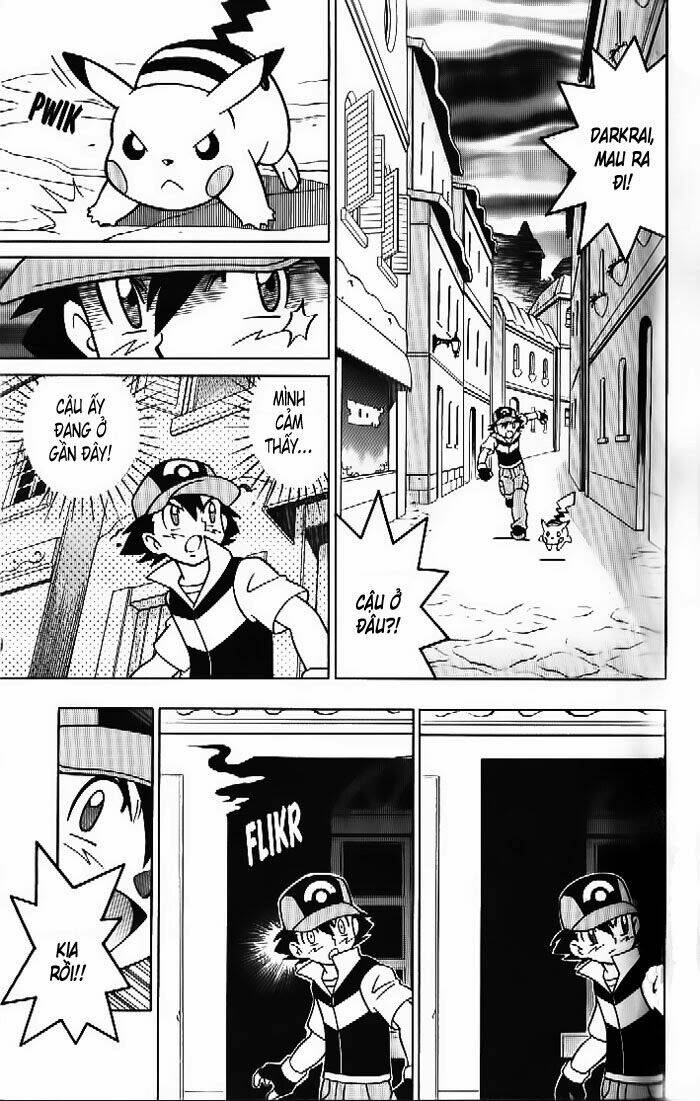 DARKRAI,
MAU RA
ĐI!
CẬU Ở
ĐÂU?!
PWIK
MÌNH
CẢM
THẤY...
CẬU ẤY
ĐANG Ở
GẦN ĐÂY!
FLIKR
KIA
RỒI!!